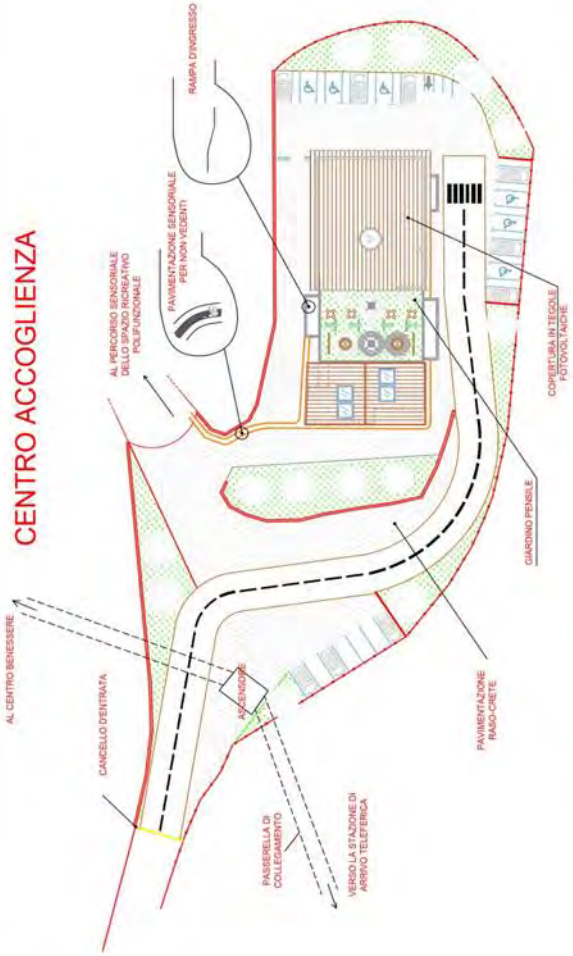 CENTRO ACCOGLIENZA
RAMPA D'INGRESSO
PAVIMENTAZIONE SENSORIALE
PER NON VEDENTI
AL PERCORSO SENSORIALE
DELLO SPAZIO RICREATIVO
POLIFUNZIONALE
AL CENTRO BENESSERE
CANCELLO D'ENTRATA
ASCENSORE
PASSERELLA DI
COLLEGAMENTO
VERSO LA STAZIONE DI
ARRIVO TELEFERICA
PAVIMENTAZIONE
RASO-CRETE
GIARDINO PENSILE
COPERTURA IN TEGOLE
FOTOVOLTAICHE